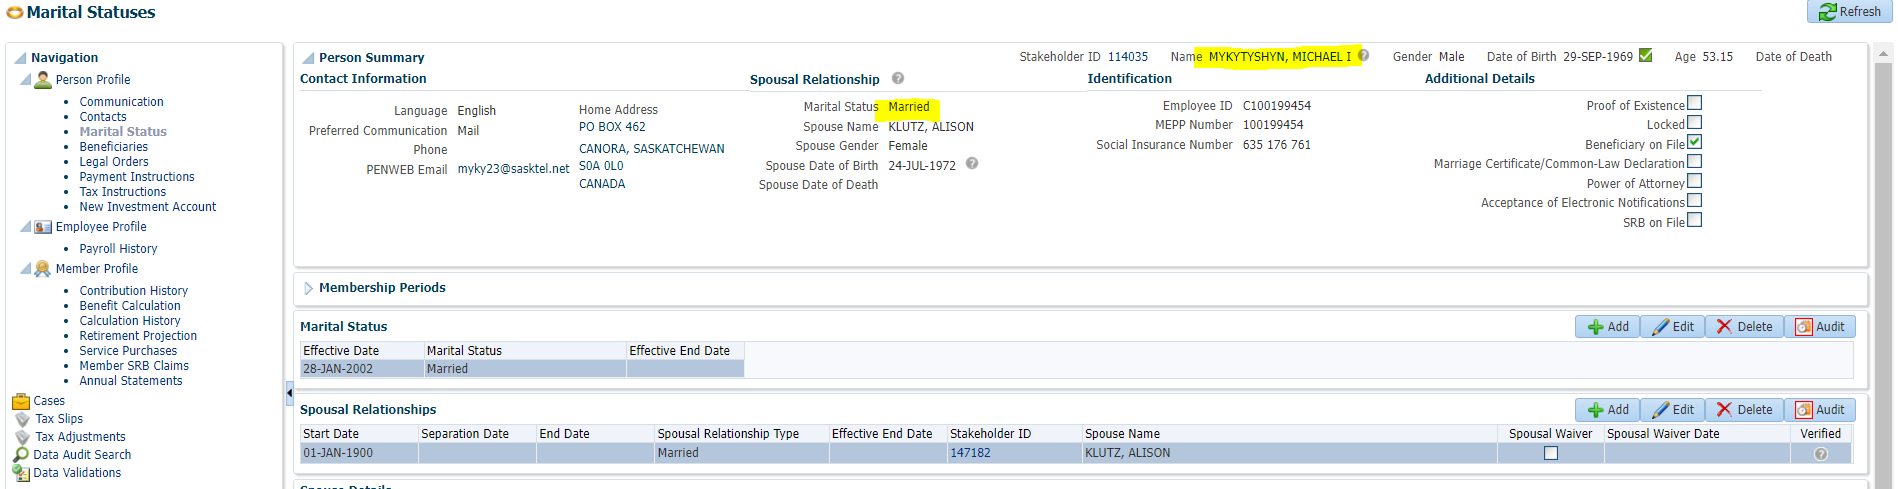 Marital Statuses
Refresh
Navigation
Person Profile
Communication
Contacts
Marital Status
Beneficiaries
Legal Orders
Payment Instructions
Tax Instructions
New Investment Account
Employee Profile
Payroll History
Member Profile
Contribution History
Benefit Calculation
Calculation History
Retirement Projection
Service Purchases
Member SRB Claims
Annual Statements
Cases
Tax Slips
Tax Adjustments
Data Audit Search
Data Validations
Person Summary Stakeholder ID 114035 Name MYKYTYSHYN, MICHAEL I Gender Male Date of Birth 29-SEP-1969 Age 53.15 Date of Death
Contact Information
Language English
Preferred Communication Mail
Phone
PENWEB Email myky23@sasktel.net
Home Address
PO BOX 462
CANORA, SASKATCHEWAN
S0A 0L0
CANADA
Spousal Relationship
Marital Status Married
Spouse Name KLUTZ, ALISON
Spouse Gender Female
Spouse Date of Birth 24-JUL-1972
Spouse Date of Death
Identification
Employee ID C100199454
MEPP Number 100199454
Social Insurance Number 635 176 761
Additional Details
Proof of Existence
Locked
Beneficiary on File
Marriage Certificate/Common-Law Declaration
Power of Attorney
Acceptance of Electronic Notifications
SRB on File
Membership Periods
Marital Status Add Edit Delete Audit
Effective Date Marital Status Effective End Date
28-JAN-2002 Married
Spousal Relationships Add Edit Delete Audit
Start Date Separation Date End Date Spousal Relationship Type Effective End Date Stakeholder ID Spouse Name Spousal Waiver Spousal Waiver Date Verified
01-JAN-1900 Married 147182 KLUTZ, ALISON
Spouse Details